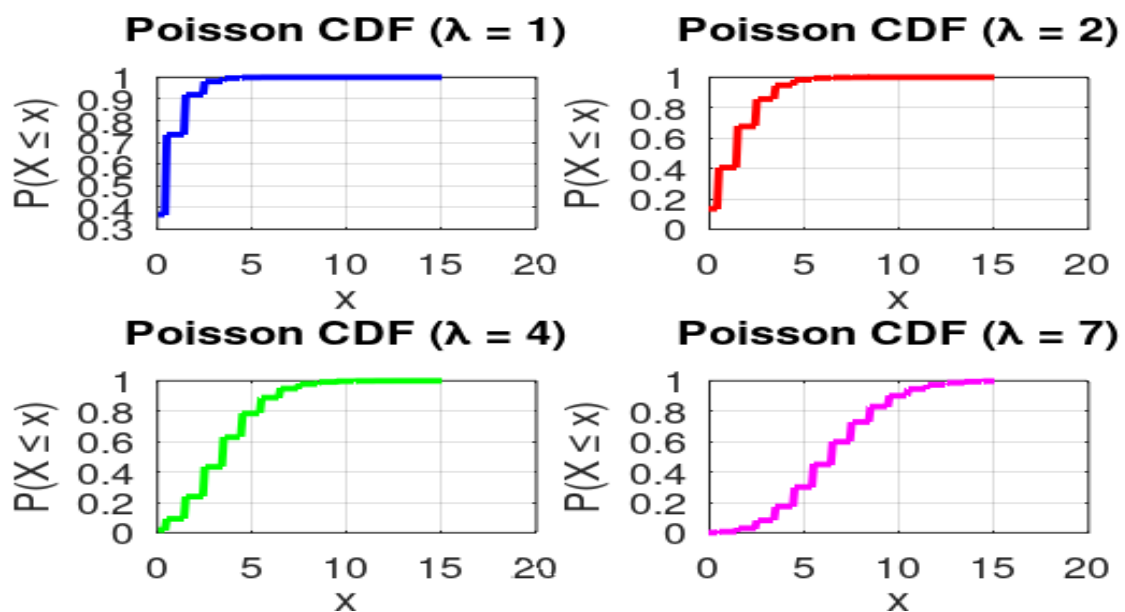 Poisson CDF (λ = 1)
P(X ≤ x)
1
0.9
0.8
0.7
0.6
0.5
0.4
0.3
0 5 10 15 20
x
Poisson CDF (λ = 2)
P(X ≤ x)
1
0.8
0.6
0.4
0.2
0
0 5 10 15 20
x
Poisson CDF (λ = 4)
P(X ≤ x)
1
0.8
0.6
0.4
0.2
0
0 5 10 15 20
x
Poisson CDF (λ = 7)
P(X ≤ x)
1
0.8
0.6
0.4
0.2
0
0 5 10 15 20
x